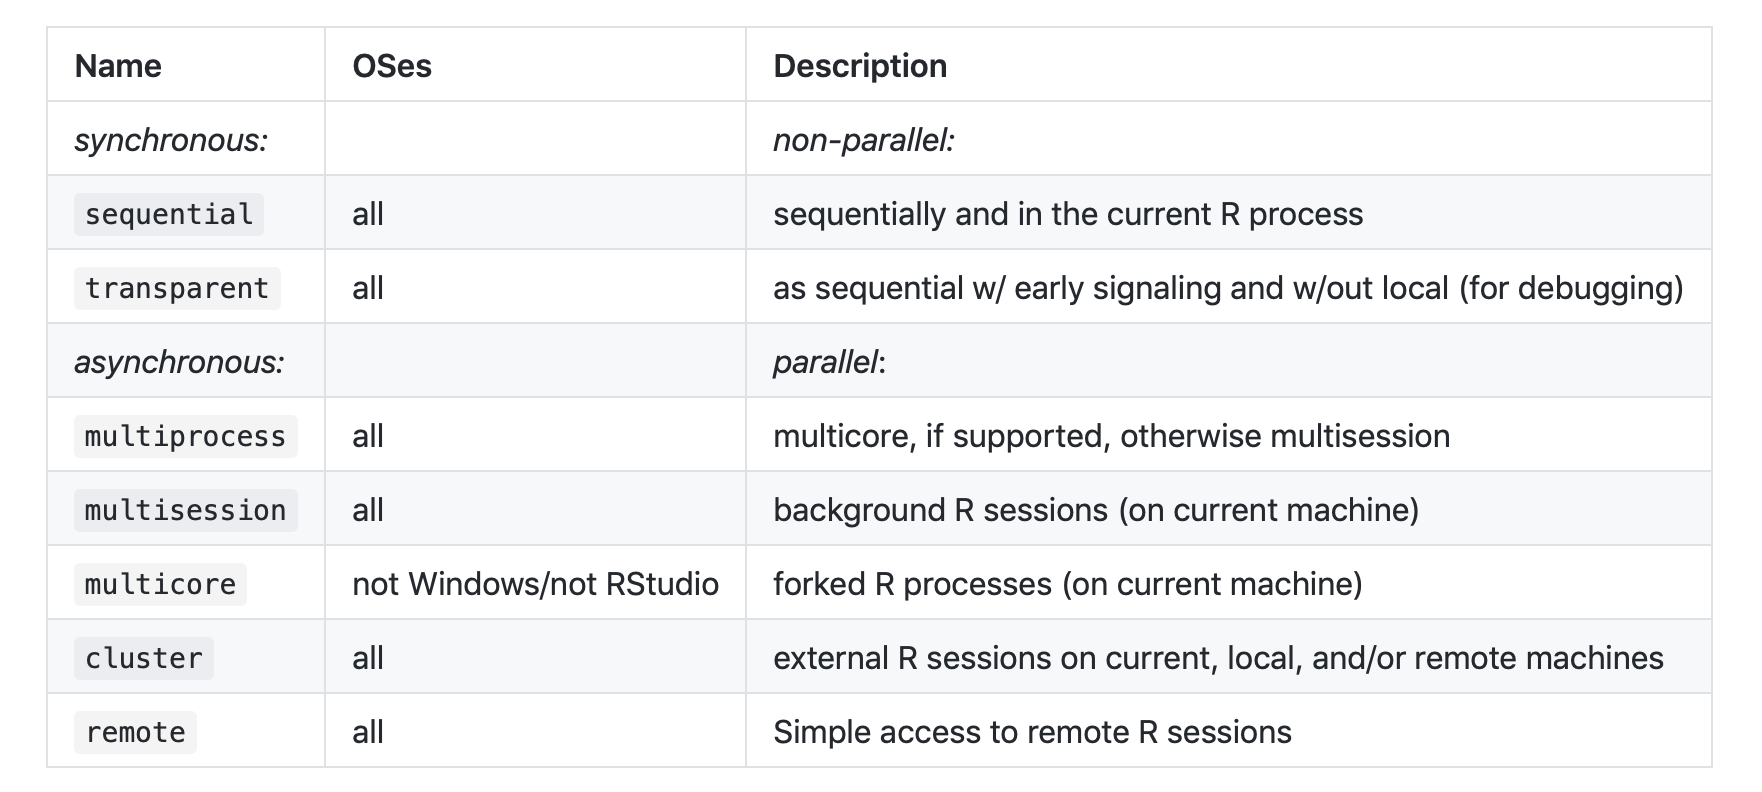 Name OSes Description
synchronous: non-parallel:
sequential all sequentially and in the current R process
transparent all as sequential w/ early signaling and w/out local (for debugging)
asynchronous: parallel:
multiprocess all multicore, if supported, otherwise multisession
multisession all background R sessions (on current machine)
multicore not Windows/not RStudio forked R processes (on current machine)
cluster all external R sessions on current, local, and/or remote machines
remote all Simple access to remote R sessions